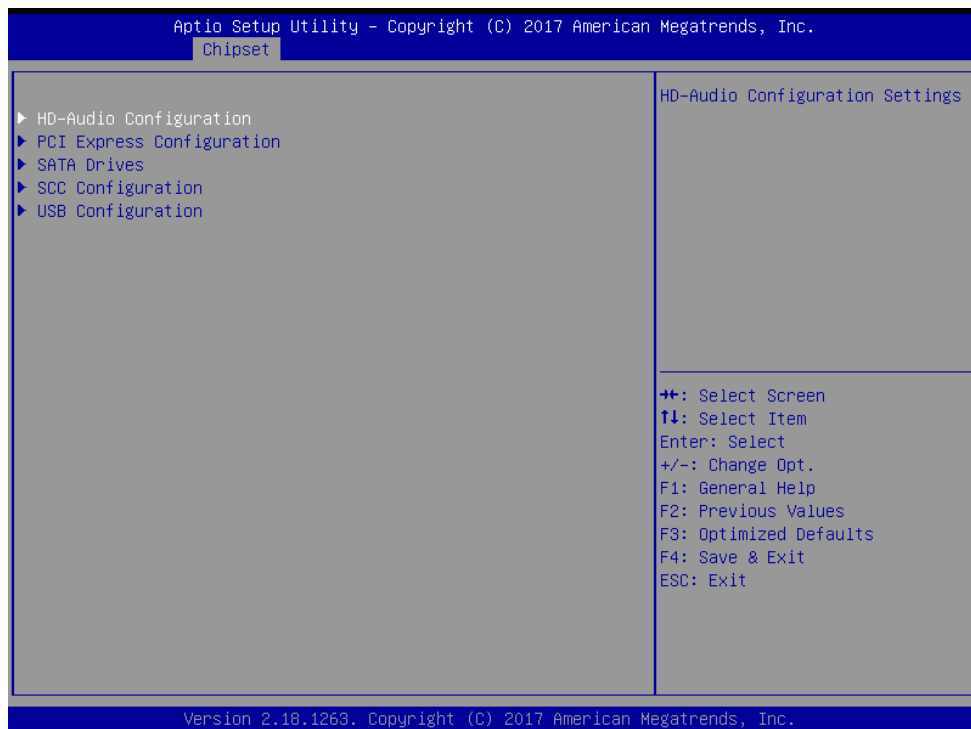 Aptio Setup Utility – Copyright (C) 2017 American Megatrends, Inc.
Chipset
HD-Audio Configuration
PCI Express Configuration
SATA Drives
SCC Configuration
USB Configuration
HD-Audio Configuration Settings
→←: Select Screen
↑↓: Select Item
Enter: Select
+/-: Change Opt.
F1: General Help
F2: Previous Values
F3: Optimized Defaults
F4: Save & Exit
ESC: Exit
Version 2.18.1263. Copyright (C) 2017 American Megatrends, Inc.